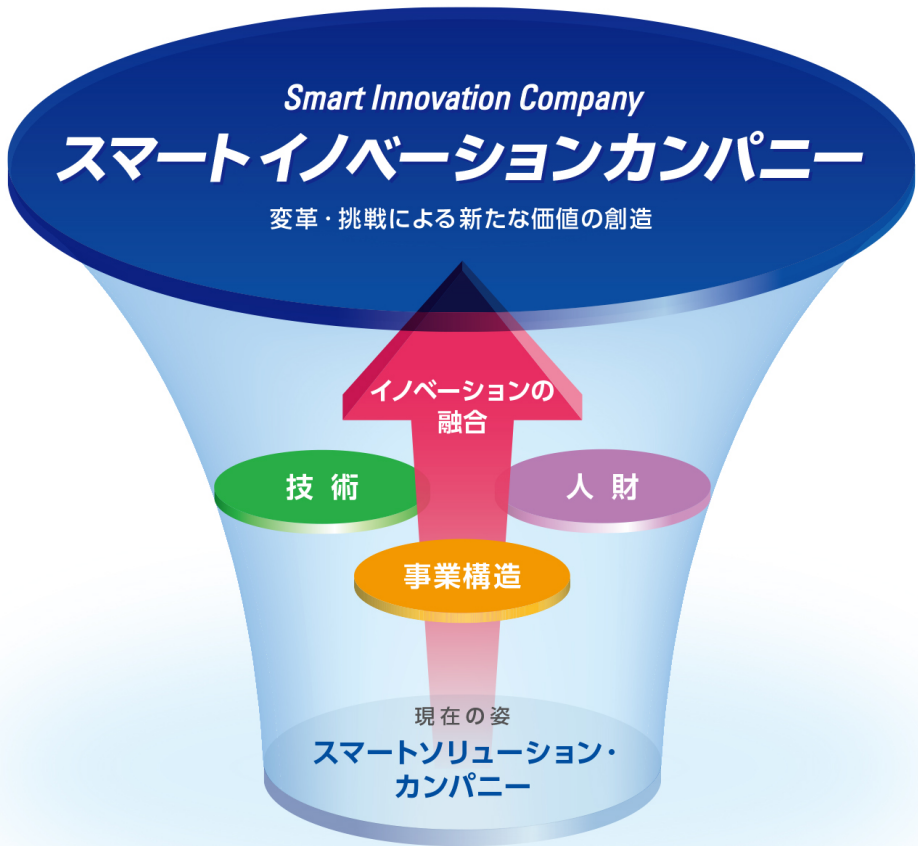 Smart Innovation Company
スマートイノベーションカンパニー
変革・挑戦による新たな価値の創造
イノベーションの
融合
技術
人財
事業構造
現在の姿
スマートソリューション・
カンパニー